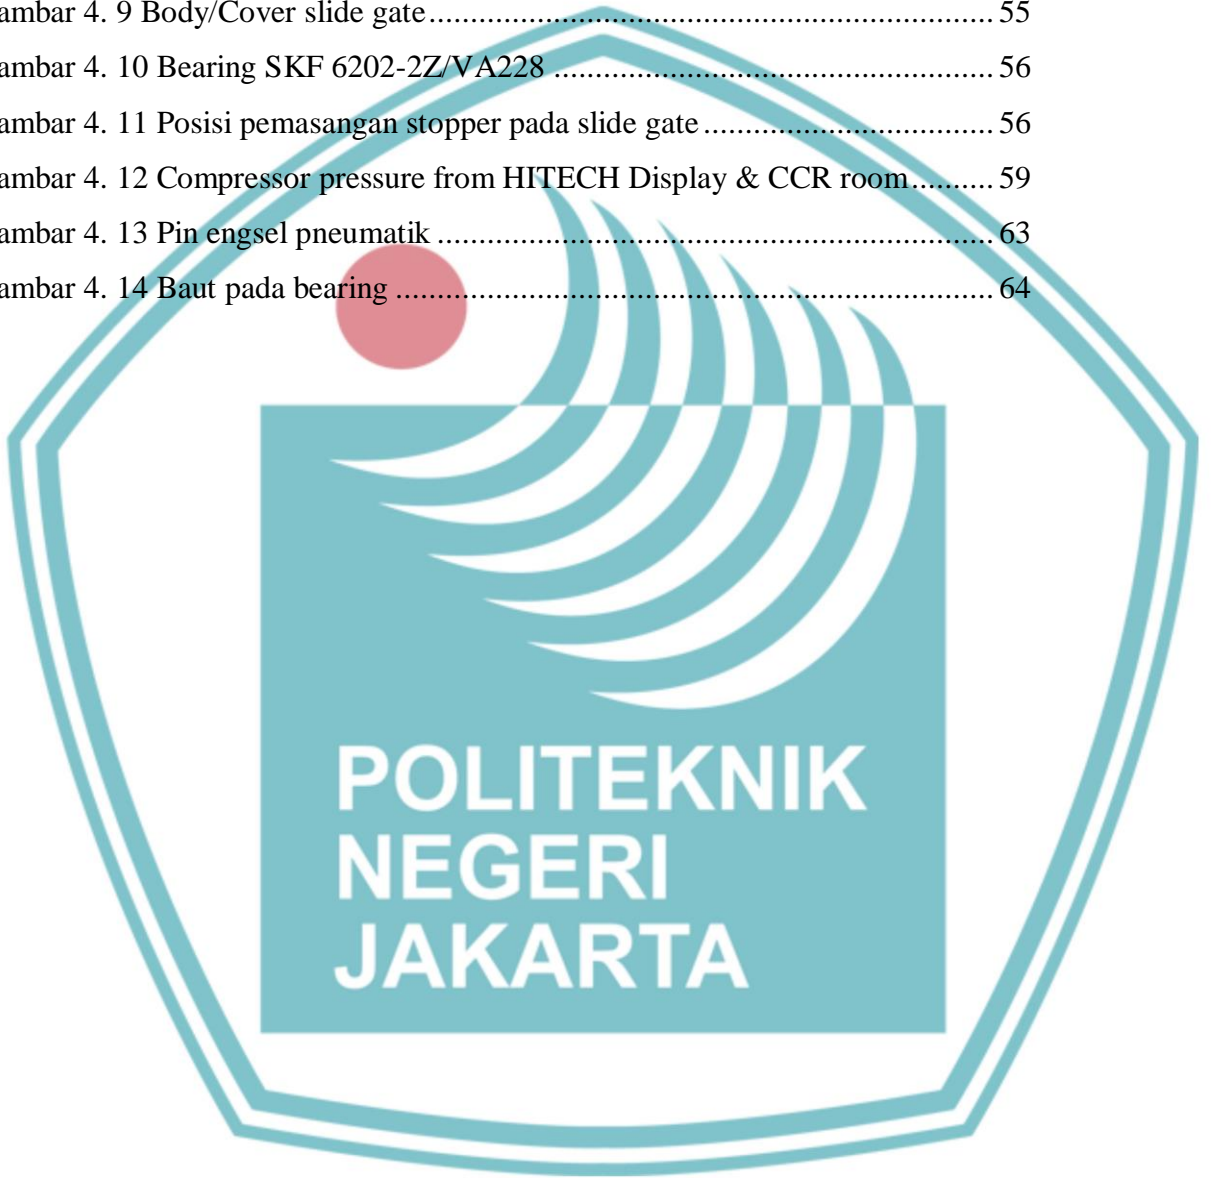 ambar 4. 9 Body/Cover slide gate.................................................................... 55
ambar 4. 10 Bearing SKF 6202-2Z/VA228 ..................................................... 56
ambar 4. 11 Posisi pemasangan stopper pada slide gate................................... 56
ambar 4. 12 Compressor pressure from HITECH Display & CCR room.......... 59
ambar 4. 13 Pin engsel pneumatik ................................................................... 63
ambar 4. 14 Baut pada bearing ........................................................................ 64
POLITEKNIK
NEGERI
JAKARTA